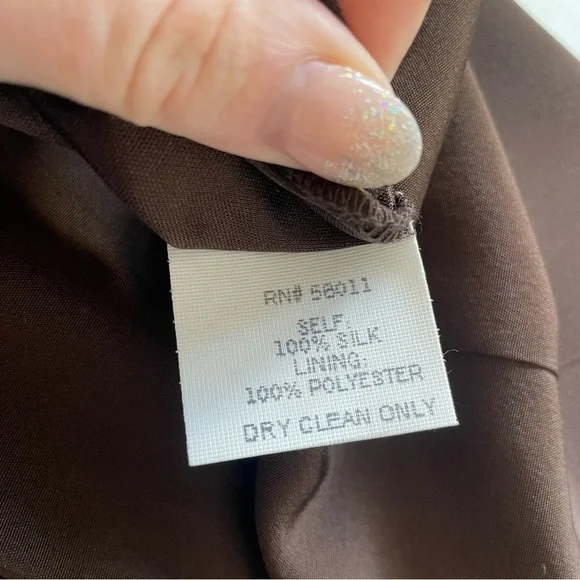 RN# 58011
SELF:
100% SILK
LINING:
100% POLYESTER
DRY CLEAN ONLY